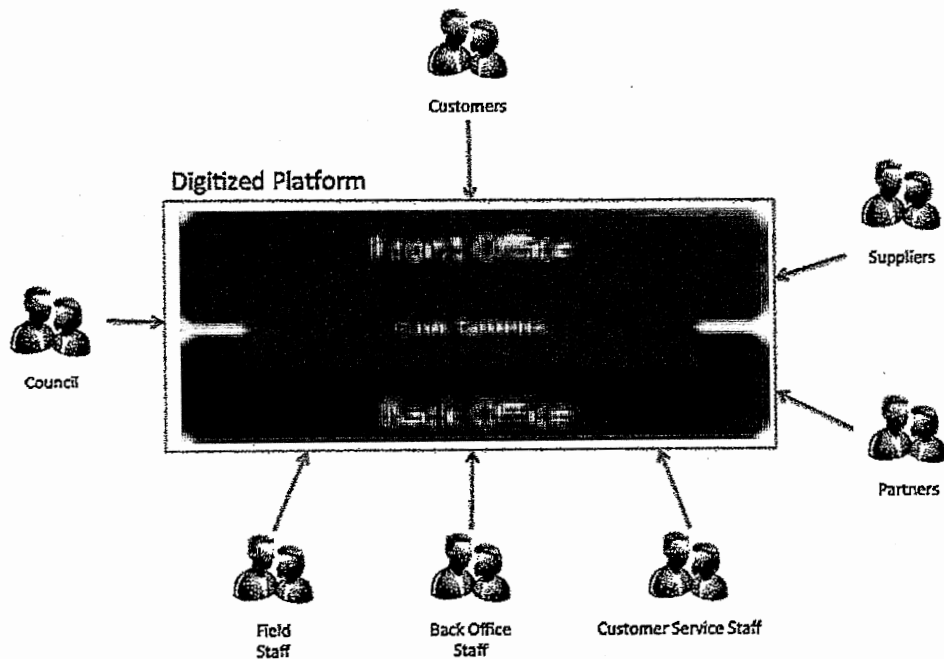 Customers
Digitized Platform
Suppliers
Council
Partners
Field
Staff
Back Office
Staff
Customer Service Staff